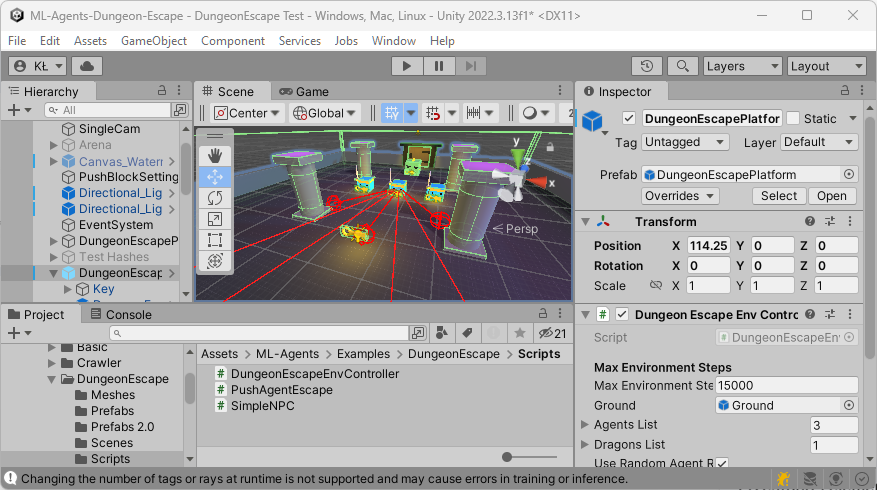 ML-Agents-Dungeon-Escape - DungeonEscape Test - Windows, Mac, Linux - Unity 2022.3.13f1* <DX11>
File Edit Assets GameObject Component Services Jobs Window Help
KŁ Layers Layout
Hierarchy
All
SingleCam
Arena
Canvas_Watern
PushBlockSetting
Directional_Lig
Directional_Lig
EventSystem
DungeonEscapeP
Test Hashes
DungeonEscap
Key
Scene Game
Center Global 2
y
z
x
Persp
Inspector
DungeonEscapePlatfor Static
Tag Untagged Layer Default
Prefab DungeonEscapePlatform
Overrides Select Open
Transform
Position X 114.25 Y 0 Z 0
Rotation X 0 Y 0 Z 0
Scale X 1 Y 1 Z 1
Dungeon Escape Env Contro
Script DungeonEscapeEnv
Max Environment Steps
Max Environment Ste 15000
Ground Ground
Agents List 3
Dragons List 1
Use Random Agent R
Project Console
21
Basic
Crawler
DungeonEscape
Meshes
Prefabs
Prefabs 2.0
Scenes
Scripts
Assets > ML-Agents > Examples > DungeonEscape > Scripts
DungeonEscapeEnvController
PushAgentEscape
SimpleNPC
Changing the number of tags or rays at runtime is not supported and may cause errors in training or inference.